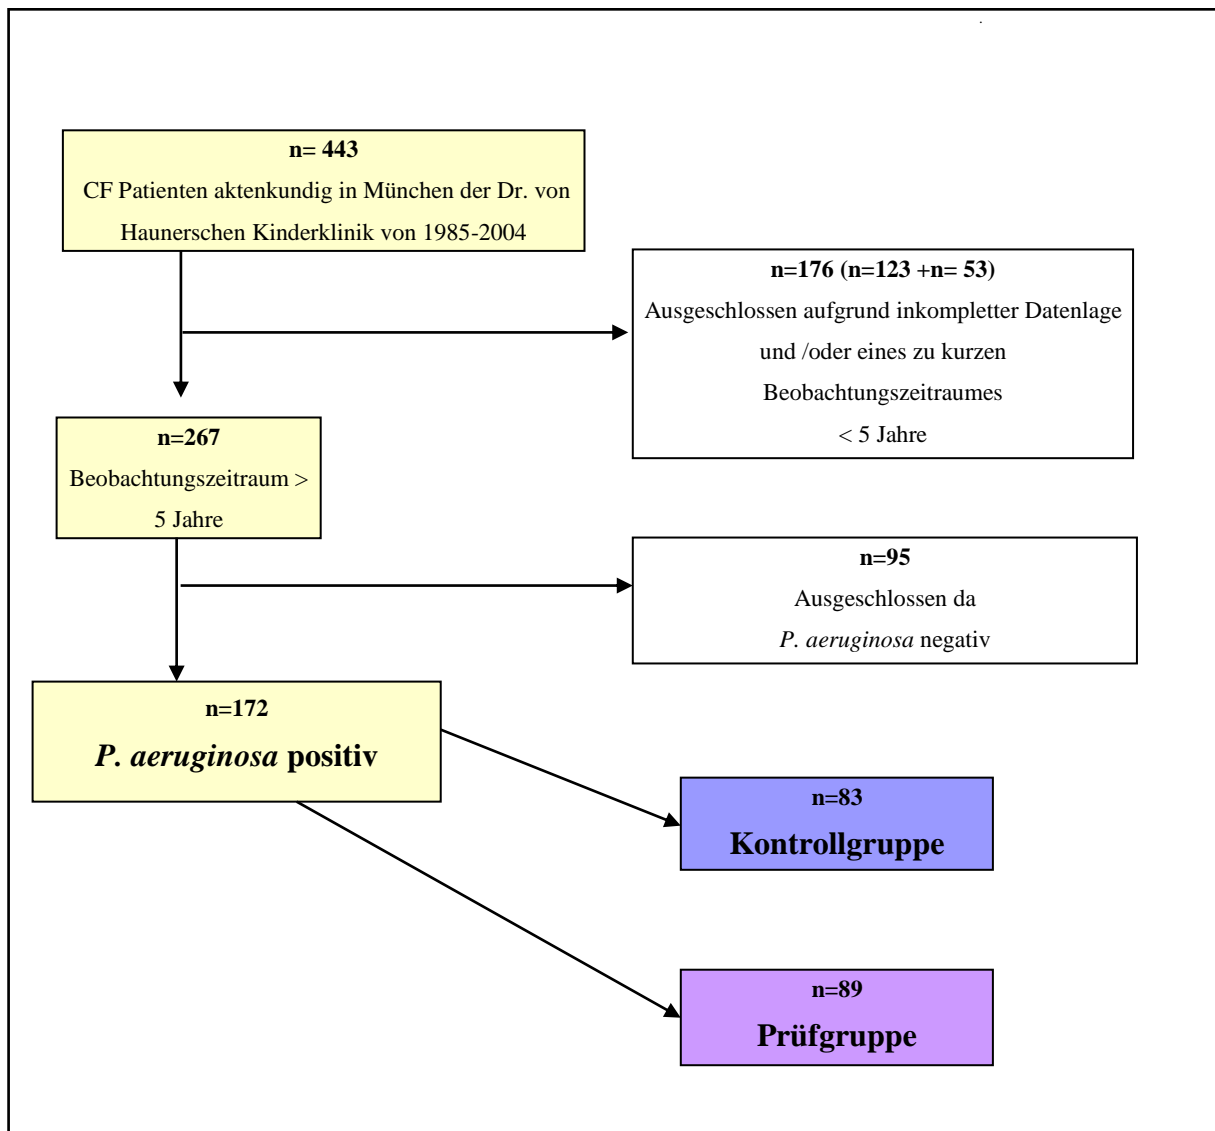 n= 443
CF Patienten aktenkundig in München der Dr. von
Haunerschen Kinderklinik von 1985-2004
n=176 (n=123 +n= 53)
Ausgeschlossen aufgrund inkompletter Datenlage
und /oder eines zu kurzen
Beobachtungszeitraumes
< 5 Jahre
n=267
Beobachtungszeitraum >
5 Jahre
n=95
Ausgeschlossen da
P. aeruginosa negativ
n=172
P. aeruginosa positiv
n=83
Kontrollgruppe
n=89
Prüfgruppe